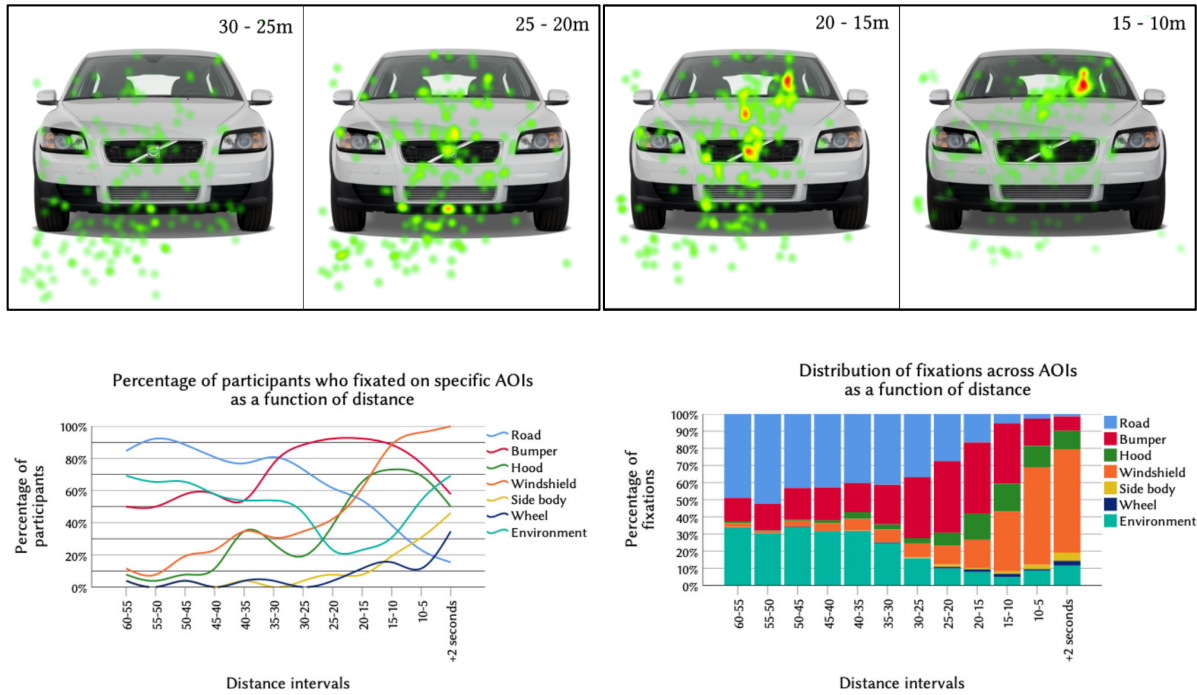 30 - 25m
25 - 20m
20 - 15m
15 - 10m
Percentage of participants who fixated on specific AOIs
as a function of distance
Percentage of
participants
100%
80%
60%
40%
20%
0%
60-55
55-50
50-45
45-40
40-35
35-30
30-25
25-20
20-15
15-10
10-5
+2 seconds
Distance intervals
Road
Bumper
Hood
Windshield
Side body
Wheel
Environment
Distribution of fixations across AOIs
as a function of distance
Percentage of
fixations
100%
90%
80%
70%
60%
50%
40%
30%
20%
10%
0%
60-55
55-50
50-45
45-40
40-35
35-30
30-25
25-20
20-15
15-10
10-5
+2 seconds
Distance intervals
Road
Bumper
Hood
Windshield
Side body
Wheel
Environment